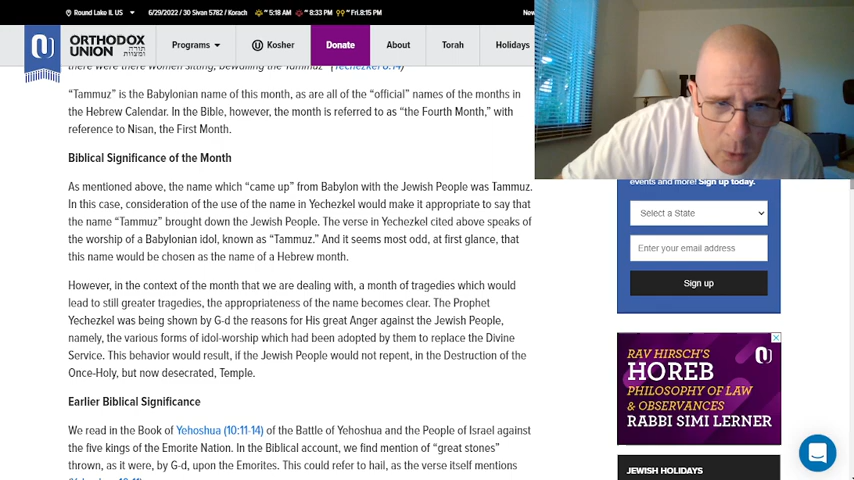 Round Lake IL US
6/29/2022 / 30 Sivan 5782 / Korach
5:18 AM
8:33 PM
Fri.8:15 PM
New
ORTHODOX
UNION
Programs
Kosher
Donate
About
Torah
Holidays
there were there women sitting, bewailing the Tammuz” (Yechezkel 8:14)
“Tammuz” is the Babylonian name of this month, as are all of the “official” names of the months in
the Hebrew Calendar. In the Bible, however, the month is referred to as “the Fourth Month,” with
reference to Nisan, the First Month.
Biblical Significance of the Month
As mentioned above, the name which “came up” from Babylon with the Jewish People was Tammuz.
In this case, consideration of the use of the name in Yechezkel would make it appropriate to say that
the name “Tammuz” brought down the Jewish People. The verse in Yechezkel cited above speaks of
the worship of a Babylonian idol, known as “Tammuz.” And it seems most odd, at first glance, that
this name would be chosen as the name of a Hebrew month.
However, in the context of the month that we are dealing with, a month of tragedies which would
lead to still greater tragedies, the appropriateness of the name becomes clear. The Prophet
Yechezkel was being shown by G-d the reasons for His great Anger against the Jewish People,
namely, the various forms of idol-worship which had been adopted by them to replace the Divine
Service. This behavior would result, if the Jewish People would not repent, in the Destruction of the
Once-Holy, but now desecrated, Temple.
Earlier Biblical Significance
We read in the Book of Yehoshua (10:11-14) of the Battle of Yehoshua and the People of Israel against
the five kings of the Emorite Nation. In the Biblical account, we find mention of “great stones”
thrown, as it were, by G-d, upon the Emorites. This could refer to hail, as the verse itself mentions
events and more! Sign up today.
Select a State
Enter your email address
Sign up
RAV HIRSCH'S
HOREB
PHILOSOPHY OF LAW
& OBSERVANCES
RABBI SIMI LERNER
JEWISH HOLIDAYS